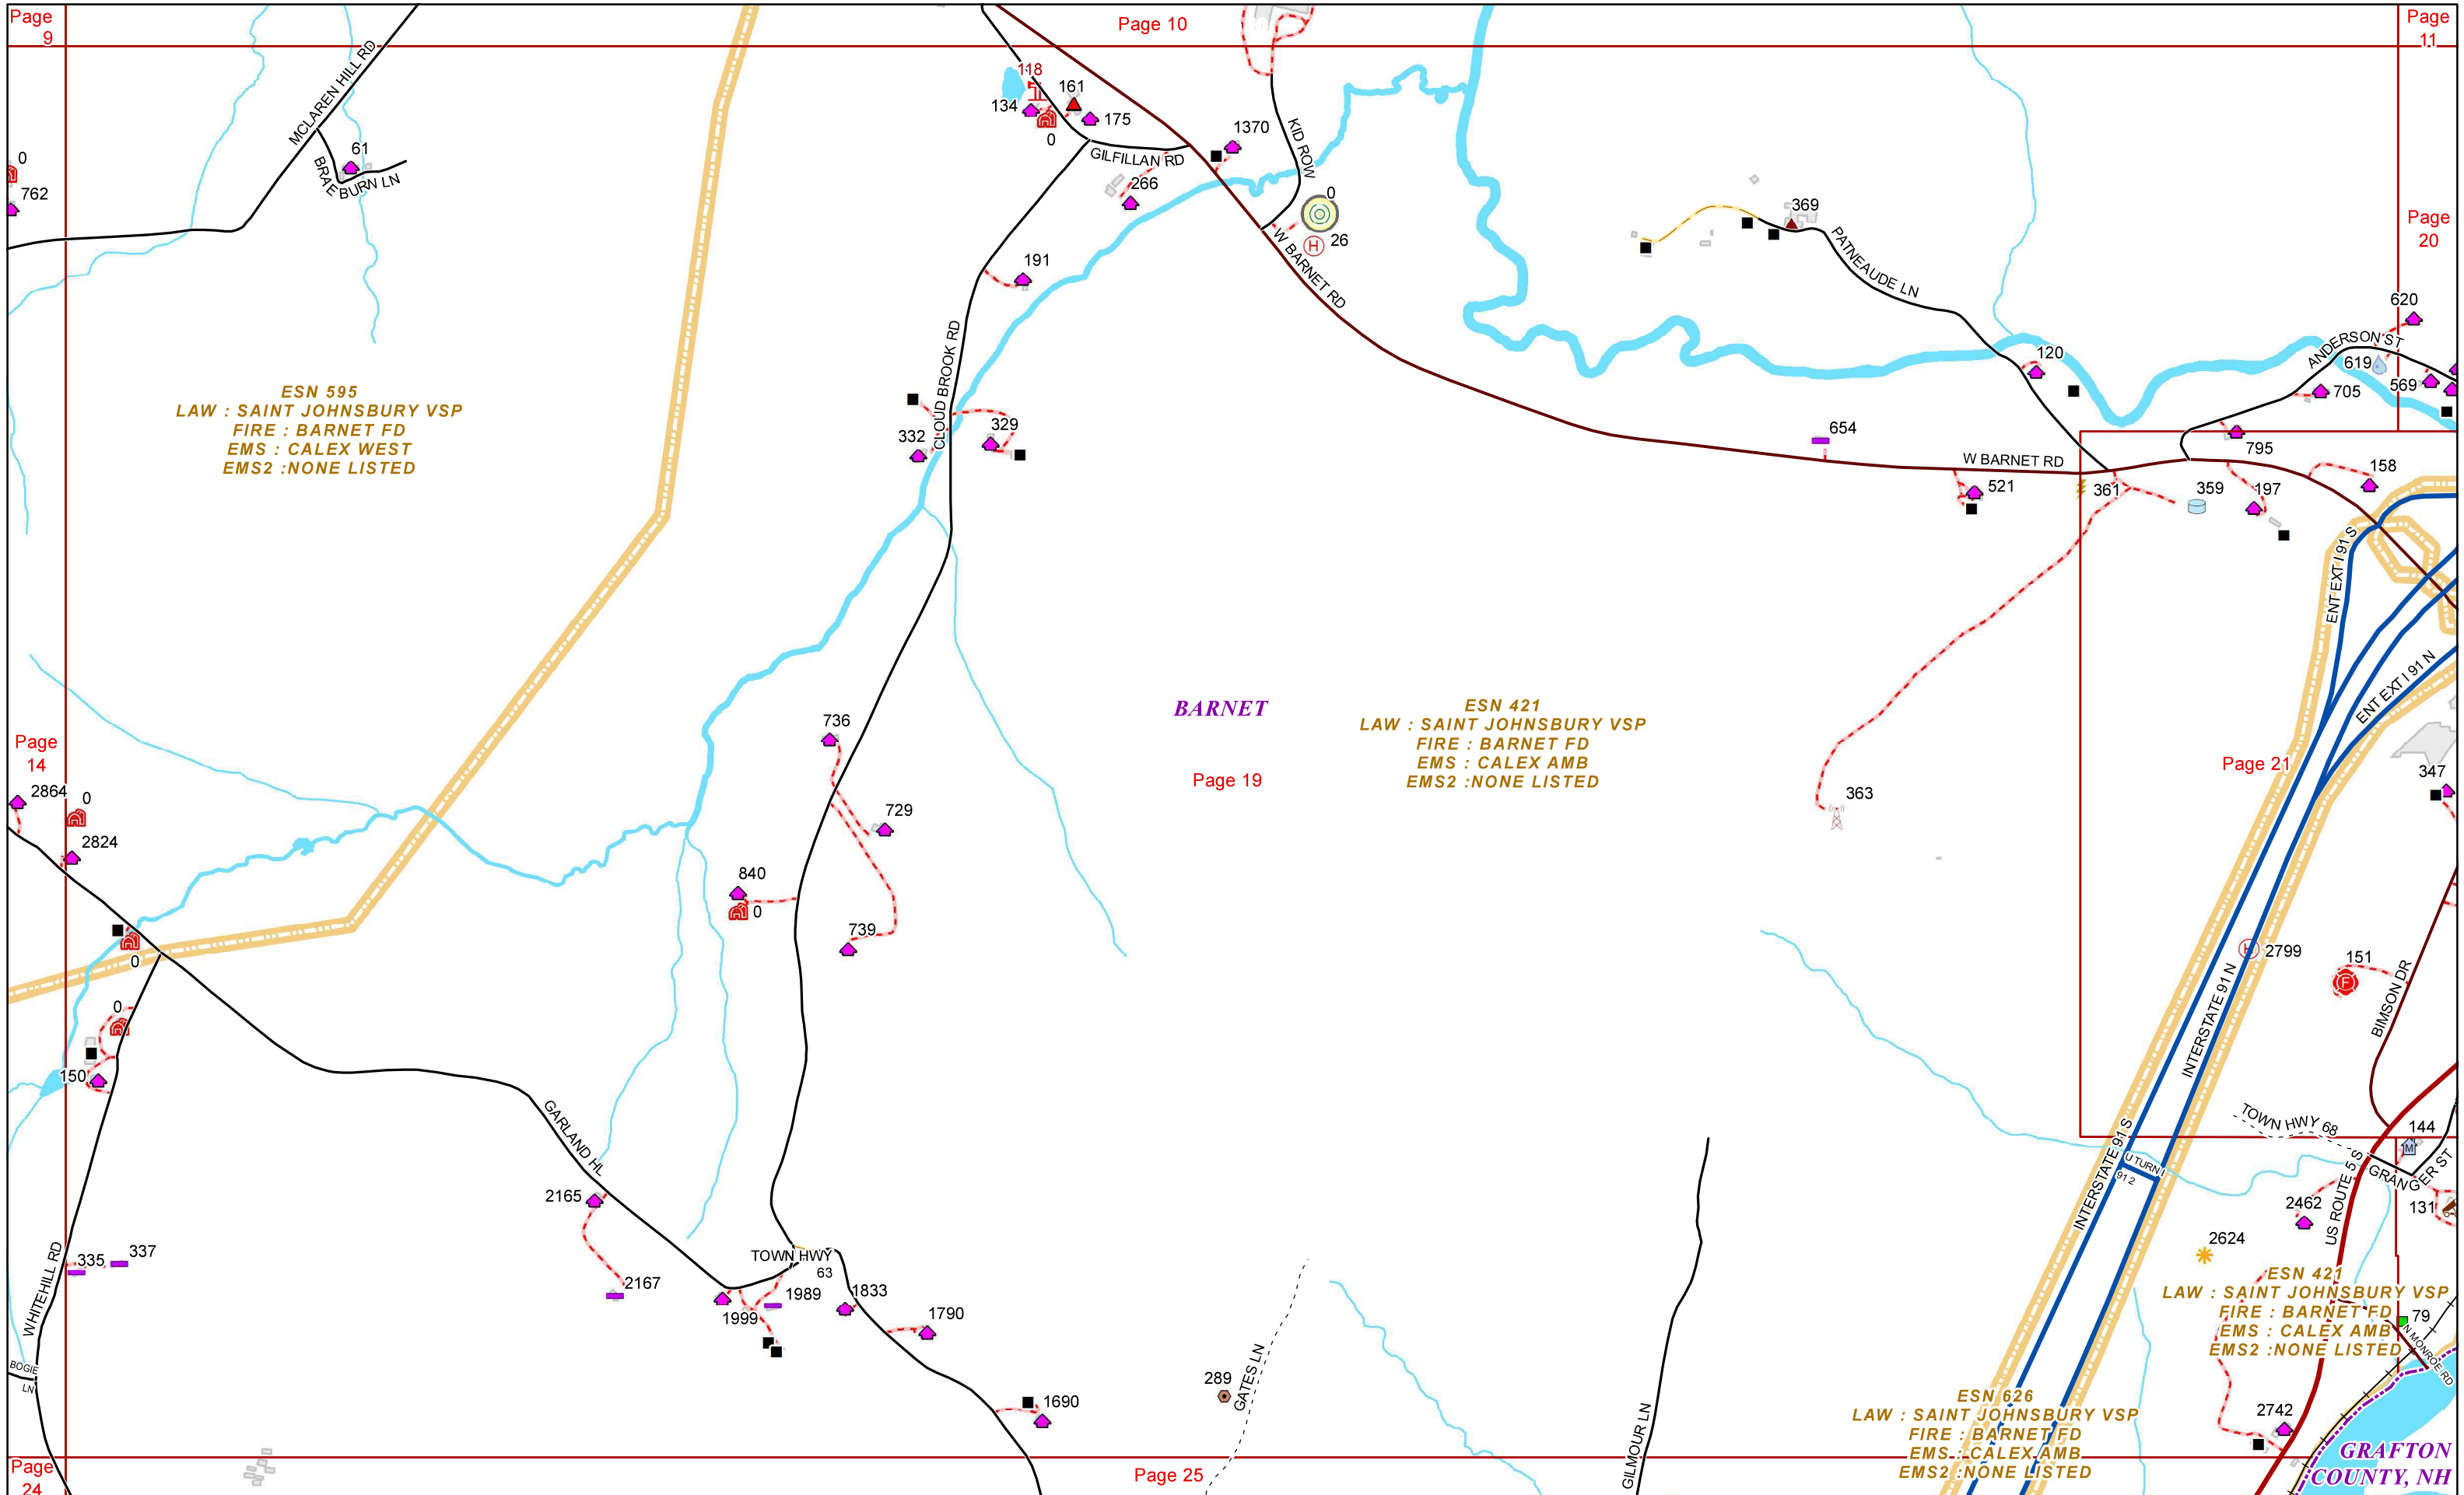 Page
9
Page 10
Page
11
MCLAREN HILL RD
118
161
134
175
0
1370
KID ROW
0
762
61
BRAE BURN LN
GILFILLAN RD
266
0
26
W BARNET RD
369
PATNEAUDE LN
Page
20
191
620
CLOUD BROOK RD
120
ANDERSON ST
619
569
705
ESN 595
LAW : SAINT JOHNSBURY VSP
FIRE : BARNET FD
EMS : CALEX WEST
EMS2 :NONE LISTED
332
329
654
795
W BARNET RD
158
521
361
359
197
ENT EXT I 91 S
ENT EXT I 91 N
BARNET
ESN 421
LAW : SAINT JOHNSBURY VSP
FIRE : BARNET FD
EMS : CALEX AMB
EMS2 :NONE LISTED
736
Page
14
Page 19
Page 21
347
2864
0
363
729
2824
840
0
739
0
2799
151
0
INTERSTATE 91 N
BIMSON DR
150
GARLAND HL
TOWN HWY 68
144
INTERSTATE 91 S
U TURN I
91 2
US ROUTE 5 S
GRANGER ST
2165
2462
131
WHITEHILL RD
335
337
TOWN HWY
63
2624
2167
1989
1833
1999
1790
ESN 421
LAW : SAINT JOHNSBURY VSP
FIRE : BARNET FD
EMS : CALEX AMB
EMS2 :NONE LISTED
79
N MONROE RD
BOGIE
LN
289
GATES LN
1690
GILMOUR LN
ESN 626
LAW : SAINT JOHNSBURY VSP
FIRE : BARNET FD
EMS : CALEX AMB
EMS2 :NONE LISTED
2742
GRAFTON
COUNTY, NH
Page
24
Page 25